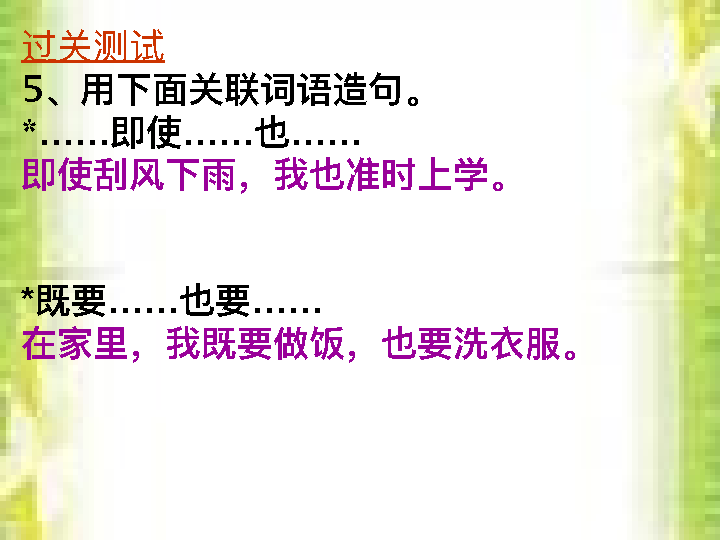 过关测试
5、用下面关联词语造句。
*……即使……也……
即使刮风下雨，我也准时上学。
*既要……也要……
在家里，我既要做饭，也要洗衣服。